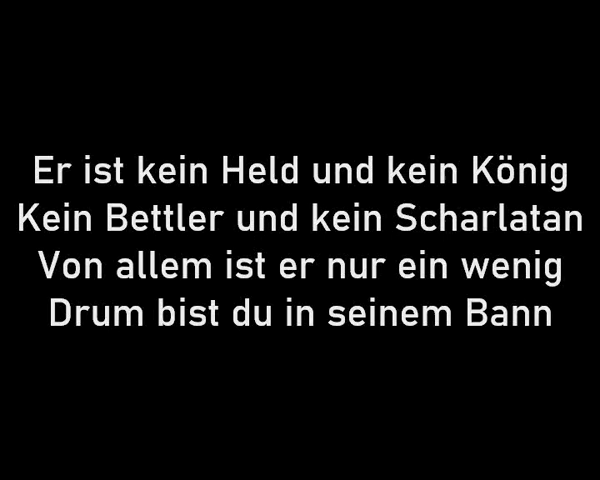 Er ist kein Held und kein König
Kein Bettler und kein Scharlatan
Von allem ist er nur ein wenig
Drum bist du in seinem Bann